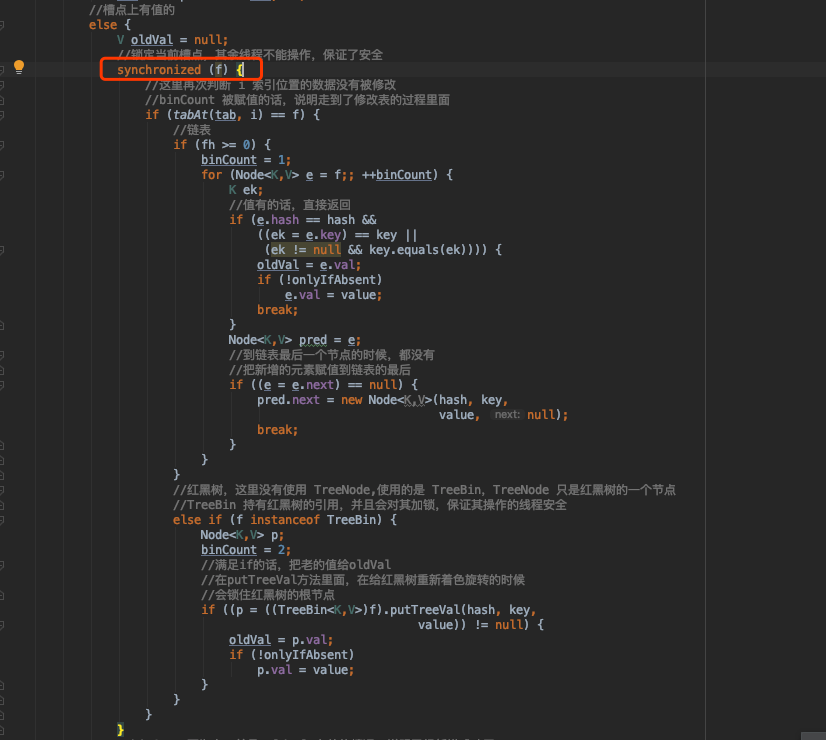 //槽点上有值的
else {
V oldVal = null;
//锁定当前槽点，其余线程不能操作，保证了安全
synchronized (f) {
//这里再次判断 i 索引位置的数据没有被修改
//binCount 被赋值的话，说明走到了修改表的过程里面
if (tabAt(tab, i) == f) {
//链表
if (fh >= 0) {
binCount = 1;
for (Node<K,V> e = f;; ++binCount) {
K ek;
//值有的话，直接返回
if (e.hash == hash &&
((ek = e.key) == key ||
(ek != null && key.equals(ek)))) {
oldVal = e.val;
if (!onlyIfAbsent)
e.val = value;
break;
}
Node<K,V> pred = e;
//到链表最后一个节点的时候，都没有
//把新增的元素赋值到链表的最后
if ((e = e.next) == null) {
pred.next = new Node<K,V>(hash, key,
value, next: null);
break;
}
}
}
//红黑树，这里没有使用 TreeNode,使用的是 TreeBin，TreeNode 只是红黑树的一个节点
//TreeBin 持有红黑树的引用，并且会对其加锁，保证其操作的线程安全
else if (f instanceof TreeBin) {
Node<K,V> p;
binCount = 2;
//满足if的话，把老的值给oldVal
//在putTreeVal方法里面，在给红黑树重新着色旋转的时候
//会锁住红黑树的根节点
if ((p = ((TreeBin<K,V>)f).putTreeVal(hash, key,
value)) != null) {
oldVal = p.val;
if (!onlyIfAbsent)
p.val = value;
}
}
}
}